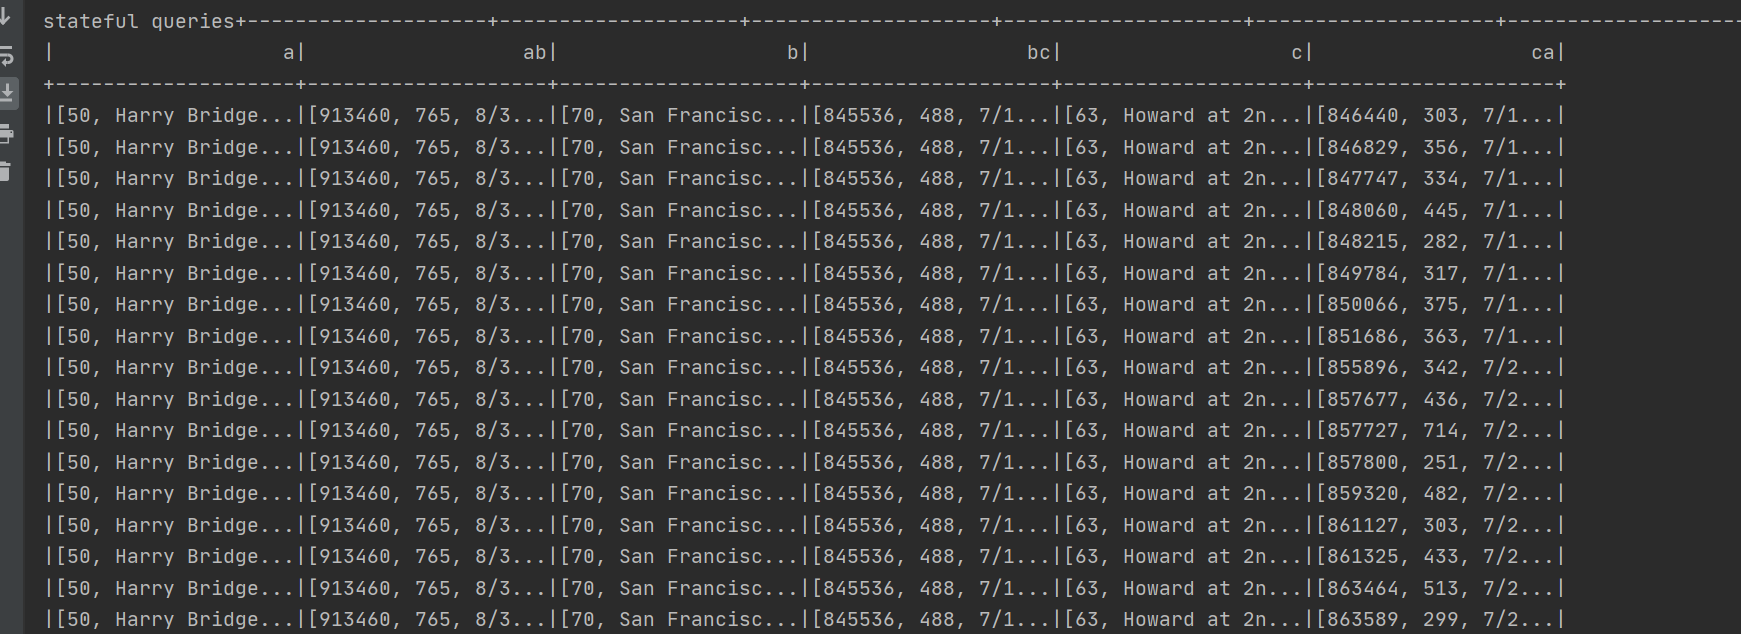 stateful queries+--------------------+--------------------+--------------------+--------------------+--------------------+-------------------
|                   a|                  ab|                   b|                  bc|                   c|                  ca|
+--------------------+--------------------+--------------------+--------------------+--------------------+--------------------+
|[50, Harry Bridge...|[913460, 765, 8/3...|[70, San Francisc...|[845536, 488, 7/1...|[63, Howard at 2n...|[846440, 303, 7/1...|
|[50, Harry Bridge...|[913460, 765, 8/3...|[70, San Francisc...|[845536, 488, 7/1...|[63, Howard at 2n...|[846829, 356, 7/1...|
|[50, Harry Bridge...|[913460, 765, 8/3...|[70, San Francisc...|[845536, 488, 7/1...|[63, Howard at 2n...|[847747, 334, 7/1...|
|[50, Harry Bridge...|[913460, 765, 8/3...|[70, San Francisc...|[845536, 488, 7/1...|[63, Howard at 2n...|[848060, 445, 7/1...|
|[50, Harry Bridge...|[913460, 765, 8/3...|[70, San Francisc...|[845536, 488, 7/1...|[63, Howard at 2n...|[848215, 282, 7/1...|
|[50, Harry Bridge...|[913460, 765, 8/3...|[70, San Francisc...|[845536, 488, 7/1...|[63, Howard at 2n...|[849784, 317, 7/1...|
|[50, Harry Bridge...|[913460, 765, 8/3...|[70, San Francisc...|[845536, 488, 7/1...|[63, Howard at 2n...|[850066, 375, 7/1...|
|[50, Harry Bridge...|[913460, 765, 8/3...|[70, San Francisc...|[845536, 488, 7/1...|[63, Howard at 2n...|[851686, 363, 7/1...|
|[50, Harry Bridge...|[913460, 765, 8/3...|[70, San Francisc...|[845536, 488, 7/1...|[63, Howard at 2n...|[855896, 342, 7/2...|
|[50, Harry Bridge...|[913460, 765, 8/3...|[70, San Francisc...|[845536, 488, 7/1...|[63, Howard at 2n...|[857677, 436, 7/2...|
|[50, Harry Bridge...|[913460, 765, 8/3...|[70, San Francisc...|[845536, 488, 7/1...|[63, Howard at 2n...|[857727, 714, 7/2...|
|[50, Harry Bridge...|[913460, 765, 8/3...|[70, San Francisc...|[845536, 488, 7/1...|[63, Howard at 2n...|[857800, 251, 7/2...|
|[50, Harry Bridge...|[913460, 765, 8/3...|[70, San Francisc...|[845536, 488, 7/1...|[63, Howard at 2n...|[859320, 482, 7/2...|
|[50, Harry Bridge...|[913460, 765, 8/3...|[70, San Francisc...|[845536, 488, 7/1...|[63, Howard at 2n...|[861127, 303, 7/2...|
|[50, Harry Bridge...|[913460, 765, 8/3...|[70, San Francisc...|[845536, 488, 7/1...|[63, Howard at 2n...|[861325, 433, 7/2...|
|[50, Harry Bridge...|[913460, 765, 8/3...|[70, San Francisc...|[845536, 488, 7/1...|[63, Howard at 2n...|[863464, 513, 7/2...|
|[50, Harry Bridge...|[913460, 765, 8/3...|[70, San Francisc...|[845536, 488, 7/1...|[63, Howard at 2n...|[863589, 299, 7/2...|